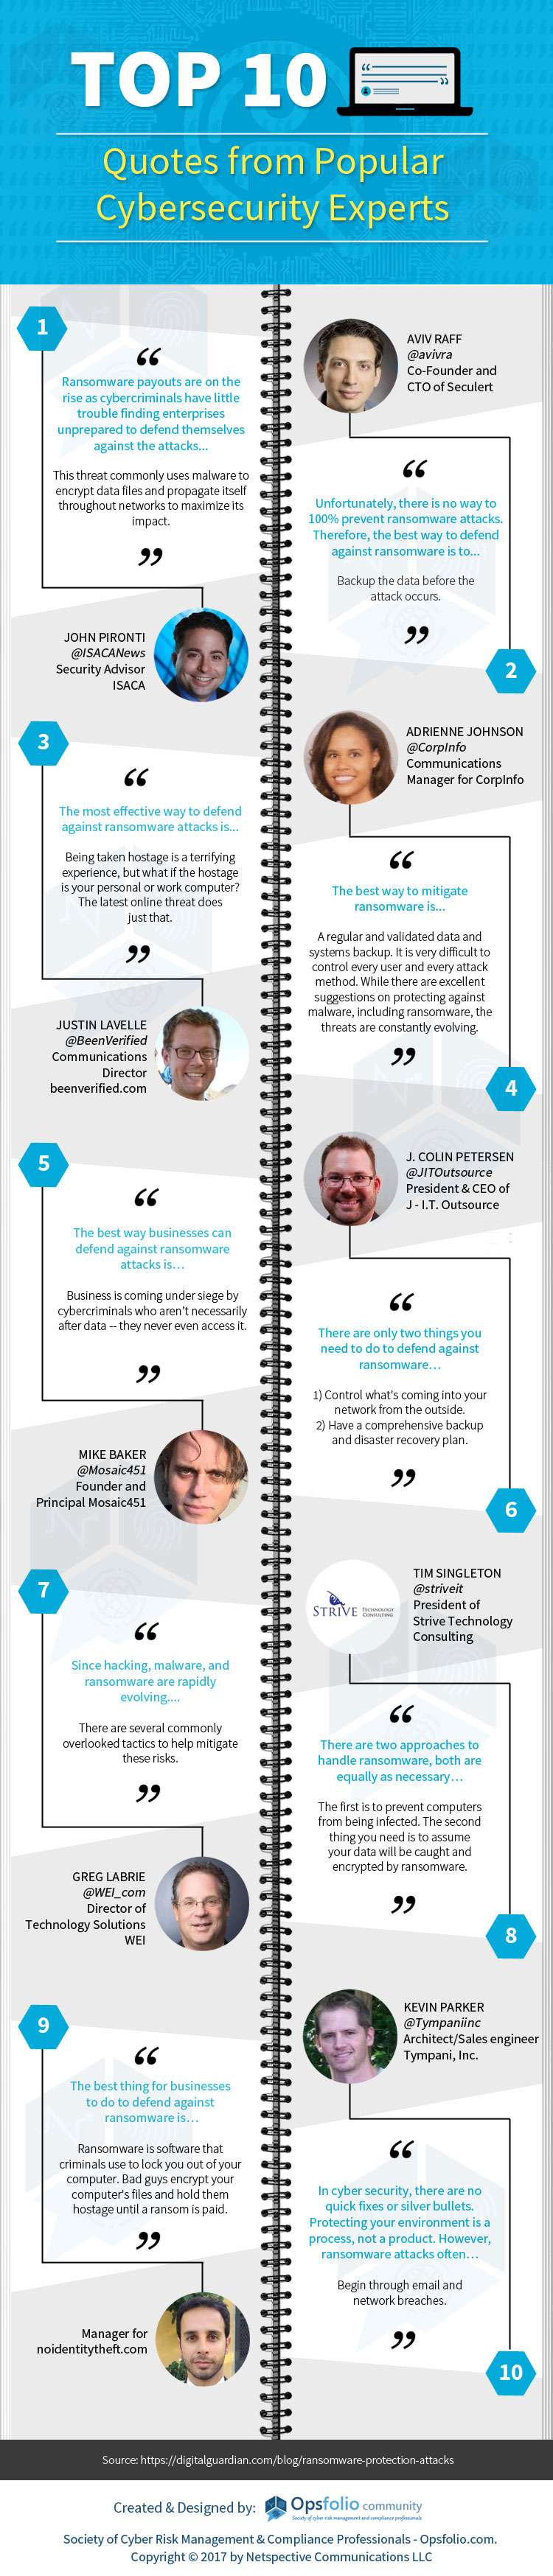 TOP 10
Quotes from Popular
Cybersecurity Experts
1
“
Ransomware payouts are on the
rise as cybercriminals have little
trouble finding enterprises
unprepared to defend themselves
against the attacks...
This threat commonly uses malware to
encrypt data files and propagate itself
throughout networks to maximize its
impact.
”
JOHN PIRONTI
@ISACANews
Security Advisor
ISACA
AVIV RAFF
@avivra
Co-Founder and
CTO of Seculert
“
Unfortunately, there is no way to
100% prevent ransomware attacks.
Therefore, the best way to defend
against ransomware is to...
Backup the data before the
attack occurs.
”
2
3
“
The most effective way to defend
against ransomware attacks is...
Being taken hostage is a terrifying
experience, but what if the hostage
is your personal or work computer?
The latest online threat does
just that.
”
JUSTIN LAVELLE
@BeenVerified
Communications
Director
beenverified.com
ADRIENNE JOHNSON
@CorpInfo
Communications
Manager for CorpInfo
“
The best way to mitigate
ransomware is...
A regular and validated data and
systems backup. It is very difficult to
control every user and every attack
method. While there are excellent
suggestions on protecting against
malware, including ransomware, the
threats are constantly evolving.
”
4
5
“
The best way businesses can
defend against ransomware
attacks is...
Business is coming under siege by
cybercriminals who aren't necessarily
after data -- they never even access it.
”
MIKE BAKER
@Mosaic451
Founder and
Principal Mosaic451
J. COLIN PETERSEN
@JITOutsource
President & CEO of
J - I.T. Outsource
“
There are only two things you
need to do to defend against
ransomware...
1) Control what's coming into your
network from the outside.
2) Have a comprehensive backup
and disaster recovery plan.
”
6
7
“
Since hacking, malware, and
ransomware are rapidly
evolving....
There are several commonly
overlooked tactics to help mitigate
these risks.
”
GREG LABRIE
@WEI_com
Director of
Technology Solutions
WEI
STRIVE TECHNOLOGY
CONSULTING
TIM SINGLETON
@striveit
President of
Strive Technology
Consulting
“
There are two approaches to
handle ransomware, both are
equally as necessary...
The first is to prevent computers
from being infected. The second
thing you need is to assume
your data will be caught and
encrypted by ransomware.
”
8
9
“
The best thing for businesses
to do to defend against
ransomware is...
Ransomware is software that
criminals use to lock you out of your
computer. Bad guys encrypt your
computer's files and hold them
hostage until a ransom is paid.
”
Manager for
noidentitytheft.com
KEVIN PARKER
@Tympaniinc
Architect/Sales engineer
Tympani, Inc.
“
In cyber security, there are no
quick fixes or silver bullets.
Protecting your environment is a
process, not a product. However,
ransomware attacks often...
Begin through email and
network breaches.
”
10
Source: https://digitalguardian.com/blog/ransomware-protection-attacks
Created & Designed by: Opsfolio community
Society of cyber risk management and compliance professionals
Society of Cyber Risk Management & Compliance Professionals - Opsfolio.com.
Copyright © 2017 by Netspective Communications LLC